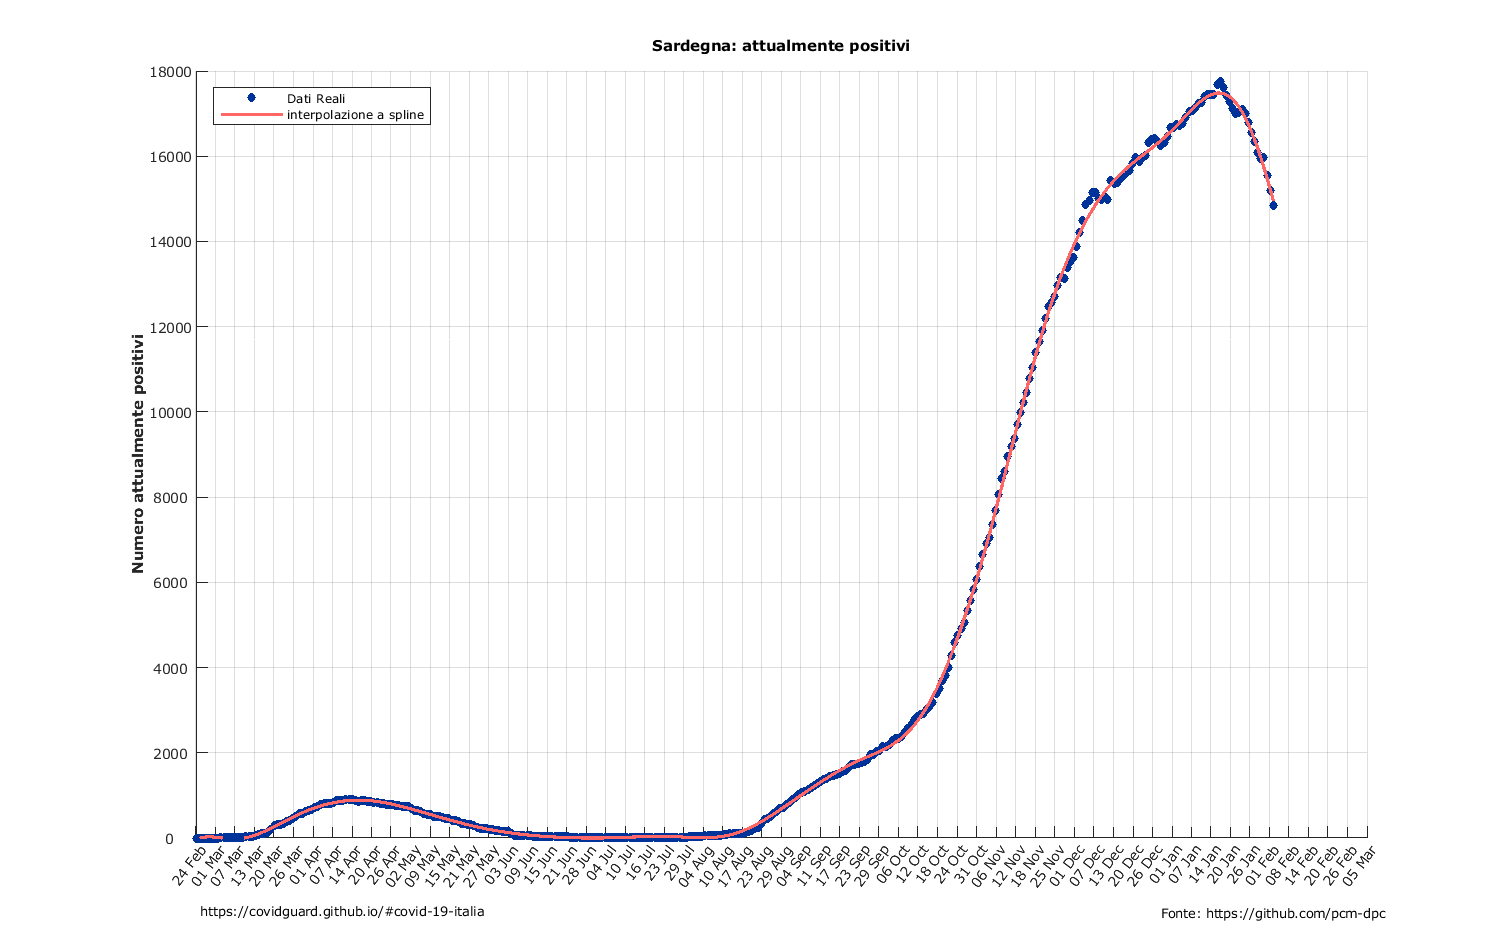 Sardegna: attualmente positivi
Dati Reali
interpolazione a spline
Numero attualmente positivi
18000
16000
14000
12000
10000
8000
6000
4000
2000
0
24 Feb
01 Mar
07 Mar
13 Mar
20 Mar
26 Mar
01 Apr
07 Apr
14 Apr
20 Apr
26 Apr
02 May
09 May
15 May
21 May
27 May
03 Jun
09 Jun
15 Jun
21 Jun
28 Jun
04 Jul
10 Jul
16 Jul
23 Jul
29 Jul
04 Aug
10 Aug
17 Aug
23 Aug
29 Aug
04 Sep
11 Sep
17 Sep
23 Sep
29 Sep
06 Oct
12 Oct
18 Oct
24 Oct
31 Oct
06 Nov
12 Nov
18 Nov
25 Nov
01 Dec
07 Dec
13 Dec
20 Dec
26 Dec
01 Jan
07 Jan
14 Jan
20 Jan
26 Jan
01 Feb
08 Feb
14 Feb
20 Feb
26 Feb
05 Mar
https://covidguard.github.io/#covid-19-italia
Fonte: https://github.com/pcm-dpc